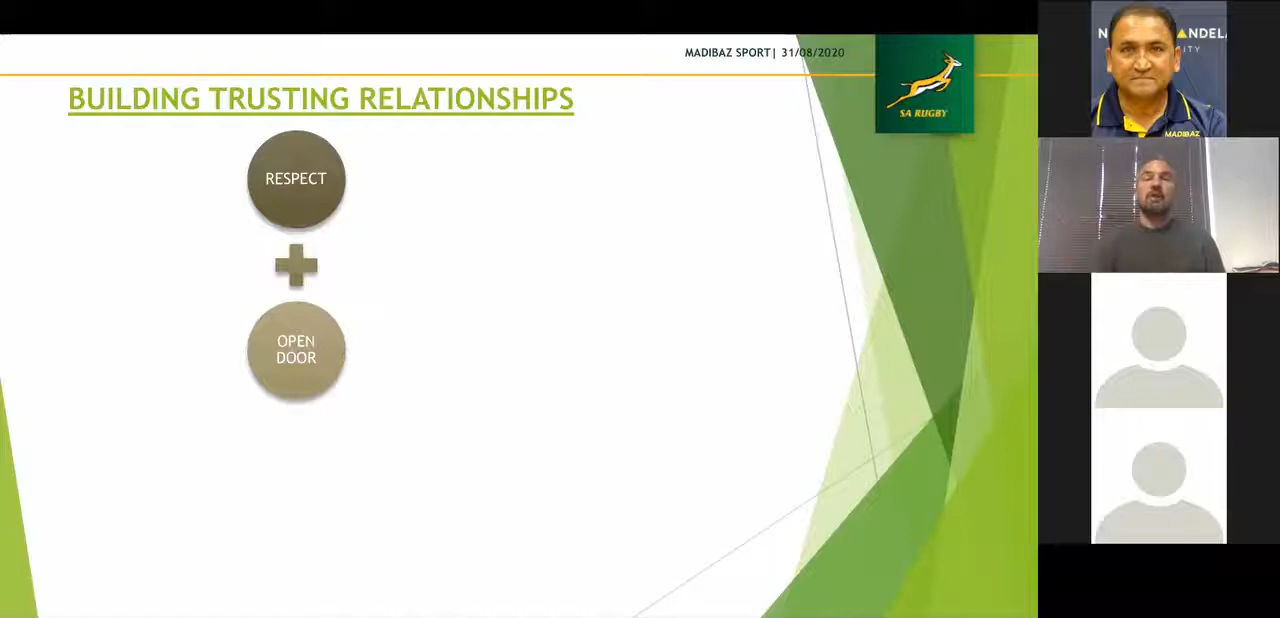 MADIBAZ SPORT| 31/08/2020
SA RUGBY
BUILDING TRUSTING RELATIONSHIPS
RESPECT
OPEN
DOOR
MADIBAZ